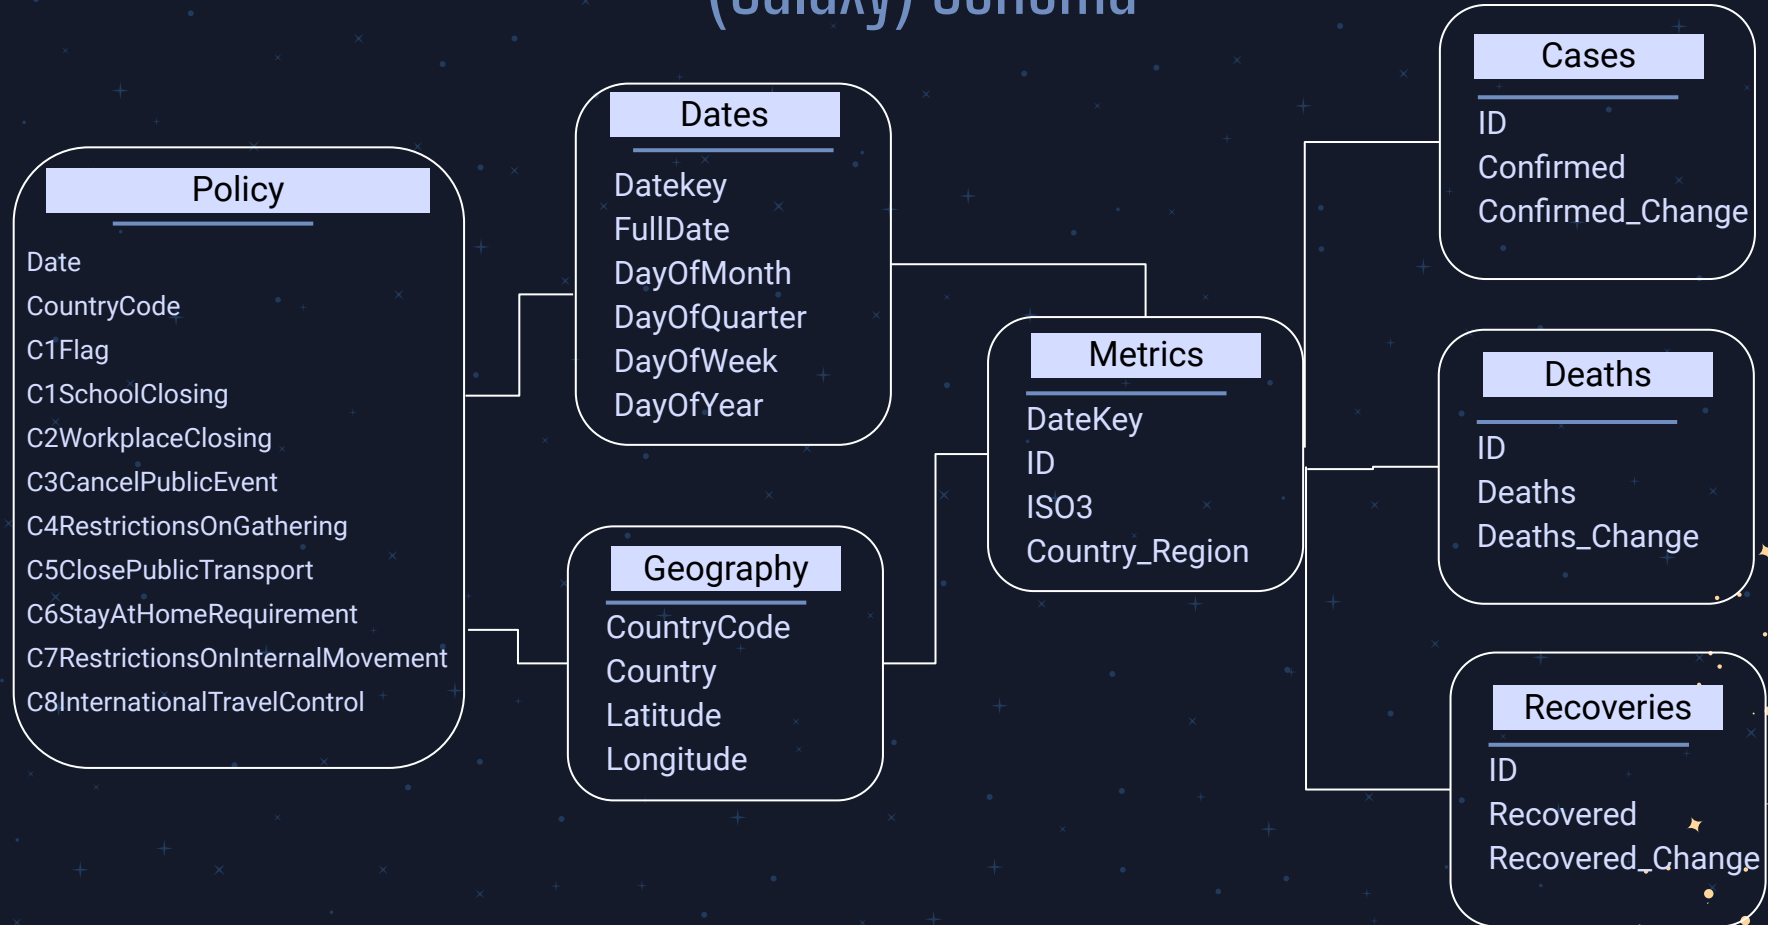 (Galaxy) Schema
Policy
Date
CountryCode
C1Flag
C1SchoolClosing
C2WorkplaceClosing
C3CancelPublicEvent
C4RestrictionsOnGathering
C5ClosePublicTransport
C6StayAtHomeRequirement
C7RestrictionsOnInternalMovement
C8InternationalTravelControl
Dates
Datekey
FullDate
DayOfMonth
DayOfQuarter
DayOfWeek
DayOfYear
Geography
CountryCode
Country
Latitude
Longitude
Metrics
DateKey
ID
ISO3
Country_Region
Cases
ID
Confirmed
Confirmed_Change
Deaths
ID
Deaths
Deaths_Change
Recoveries
ID
Recovered
Recovered_Change